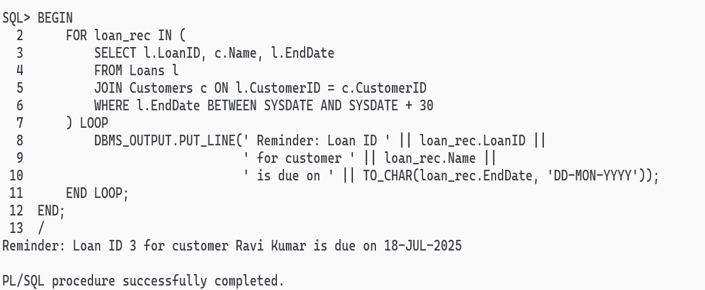 SQL> BEGIN
  2      FOR loan_rec IN (
  3          SELECT l.LoanID, c.Name, l.EndDate
  4          FROM Loans l
  5          JOIN Customers c ON l.CustomerID = c.CustomerID
  6          WHERE l.EndDate BETWEEN SYSDATE AND SYSDATE + 30
  7      ) LOOP
  8          DBMS_OUTPUT.PUT_LINE(' Reminder: Loan ID ' || loan_rec.LoanID ||
  9                               ' for customer ' || loan_rec.Name ||
 10                               ' is due on ' || TO_CHAR(loan_rec.EndDate, 'DD-MON-YYYY'));
 11      END LOOP;
 12  END;
 13  /
Reminder: Loan ID 3 for customer Ravi Kumar is due on 18-JUL-2025

PL/SQL procedure successfully completed.